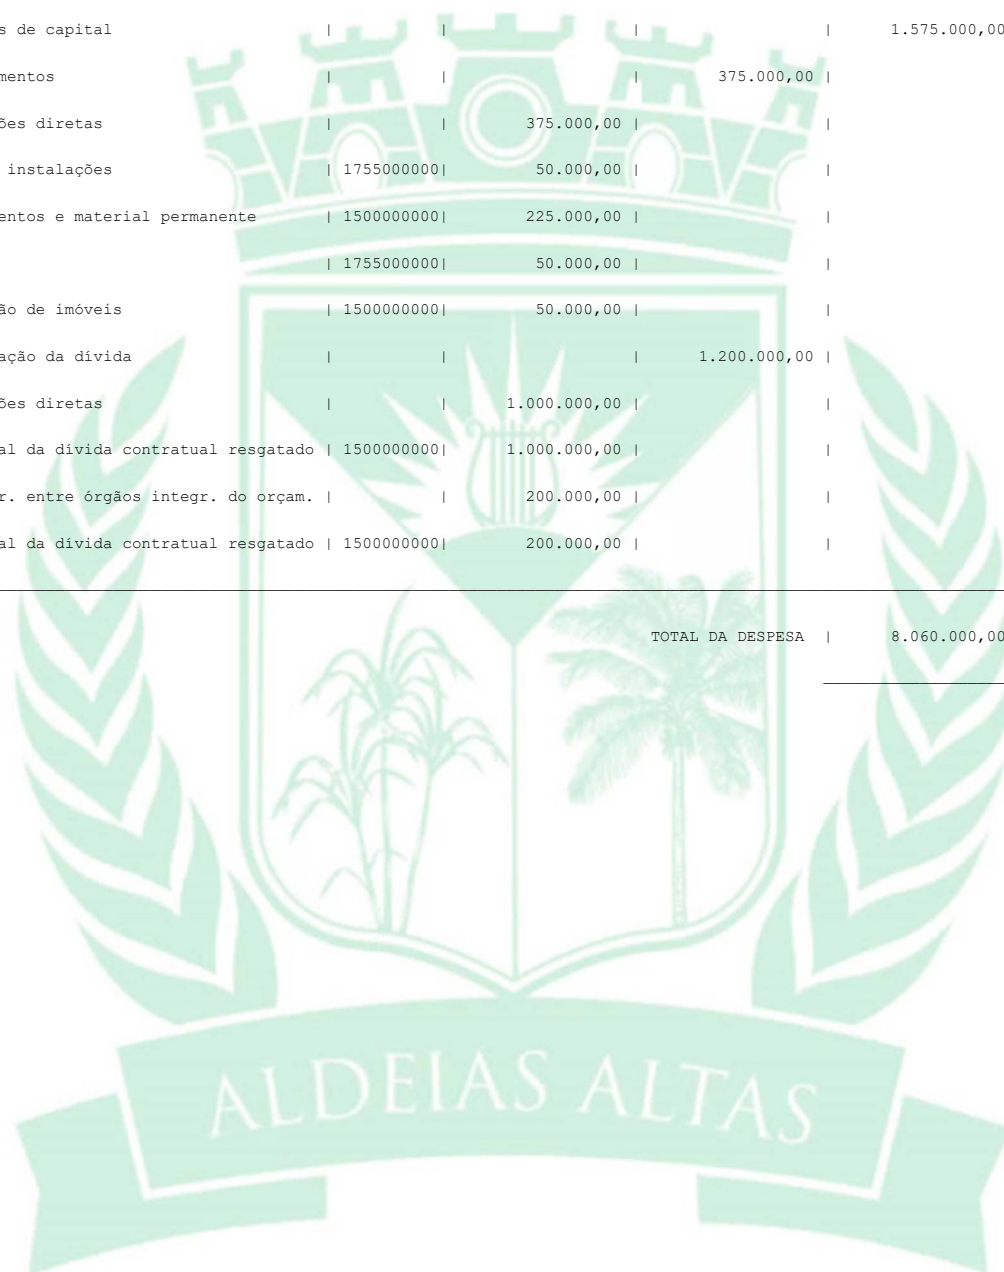 s de capital | | | | 1.575.000,00
mentos | | | 375.000,00 |
ões diretas | | 375.000,00 | |
instalações | 1755000000| 50.000,00 | |
entos e material permanente | 1500000000| 225.000,00 | |
| 1755000000| 50.000,00 | |
ão de imóveis | 1500000000| 50.000,00 | |
ação da dívida | | | 1.200.000,00 |
ões diretas | | 1.000.000,00 | |
al da dívida contratual resgatado | 1500000000| 1.000.000,00 | |
r. entre órgãos integr. do orçam. | | 200.000,00 | |
al da dívida contratual resgatado | 1500000000| 200.000,00 | |
TOTAL DA DESPESA | 8.060.000,00
ALDEIAS ALTAS